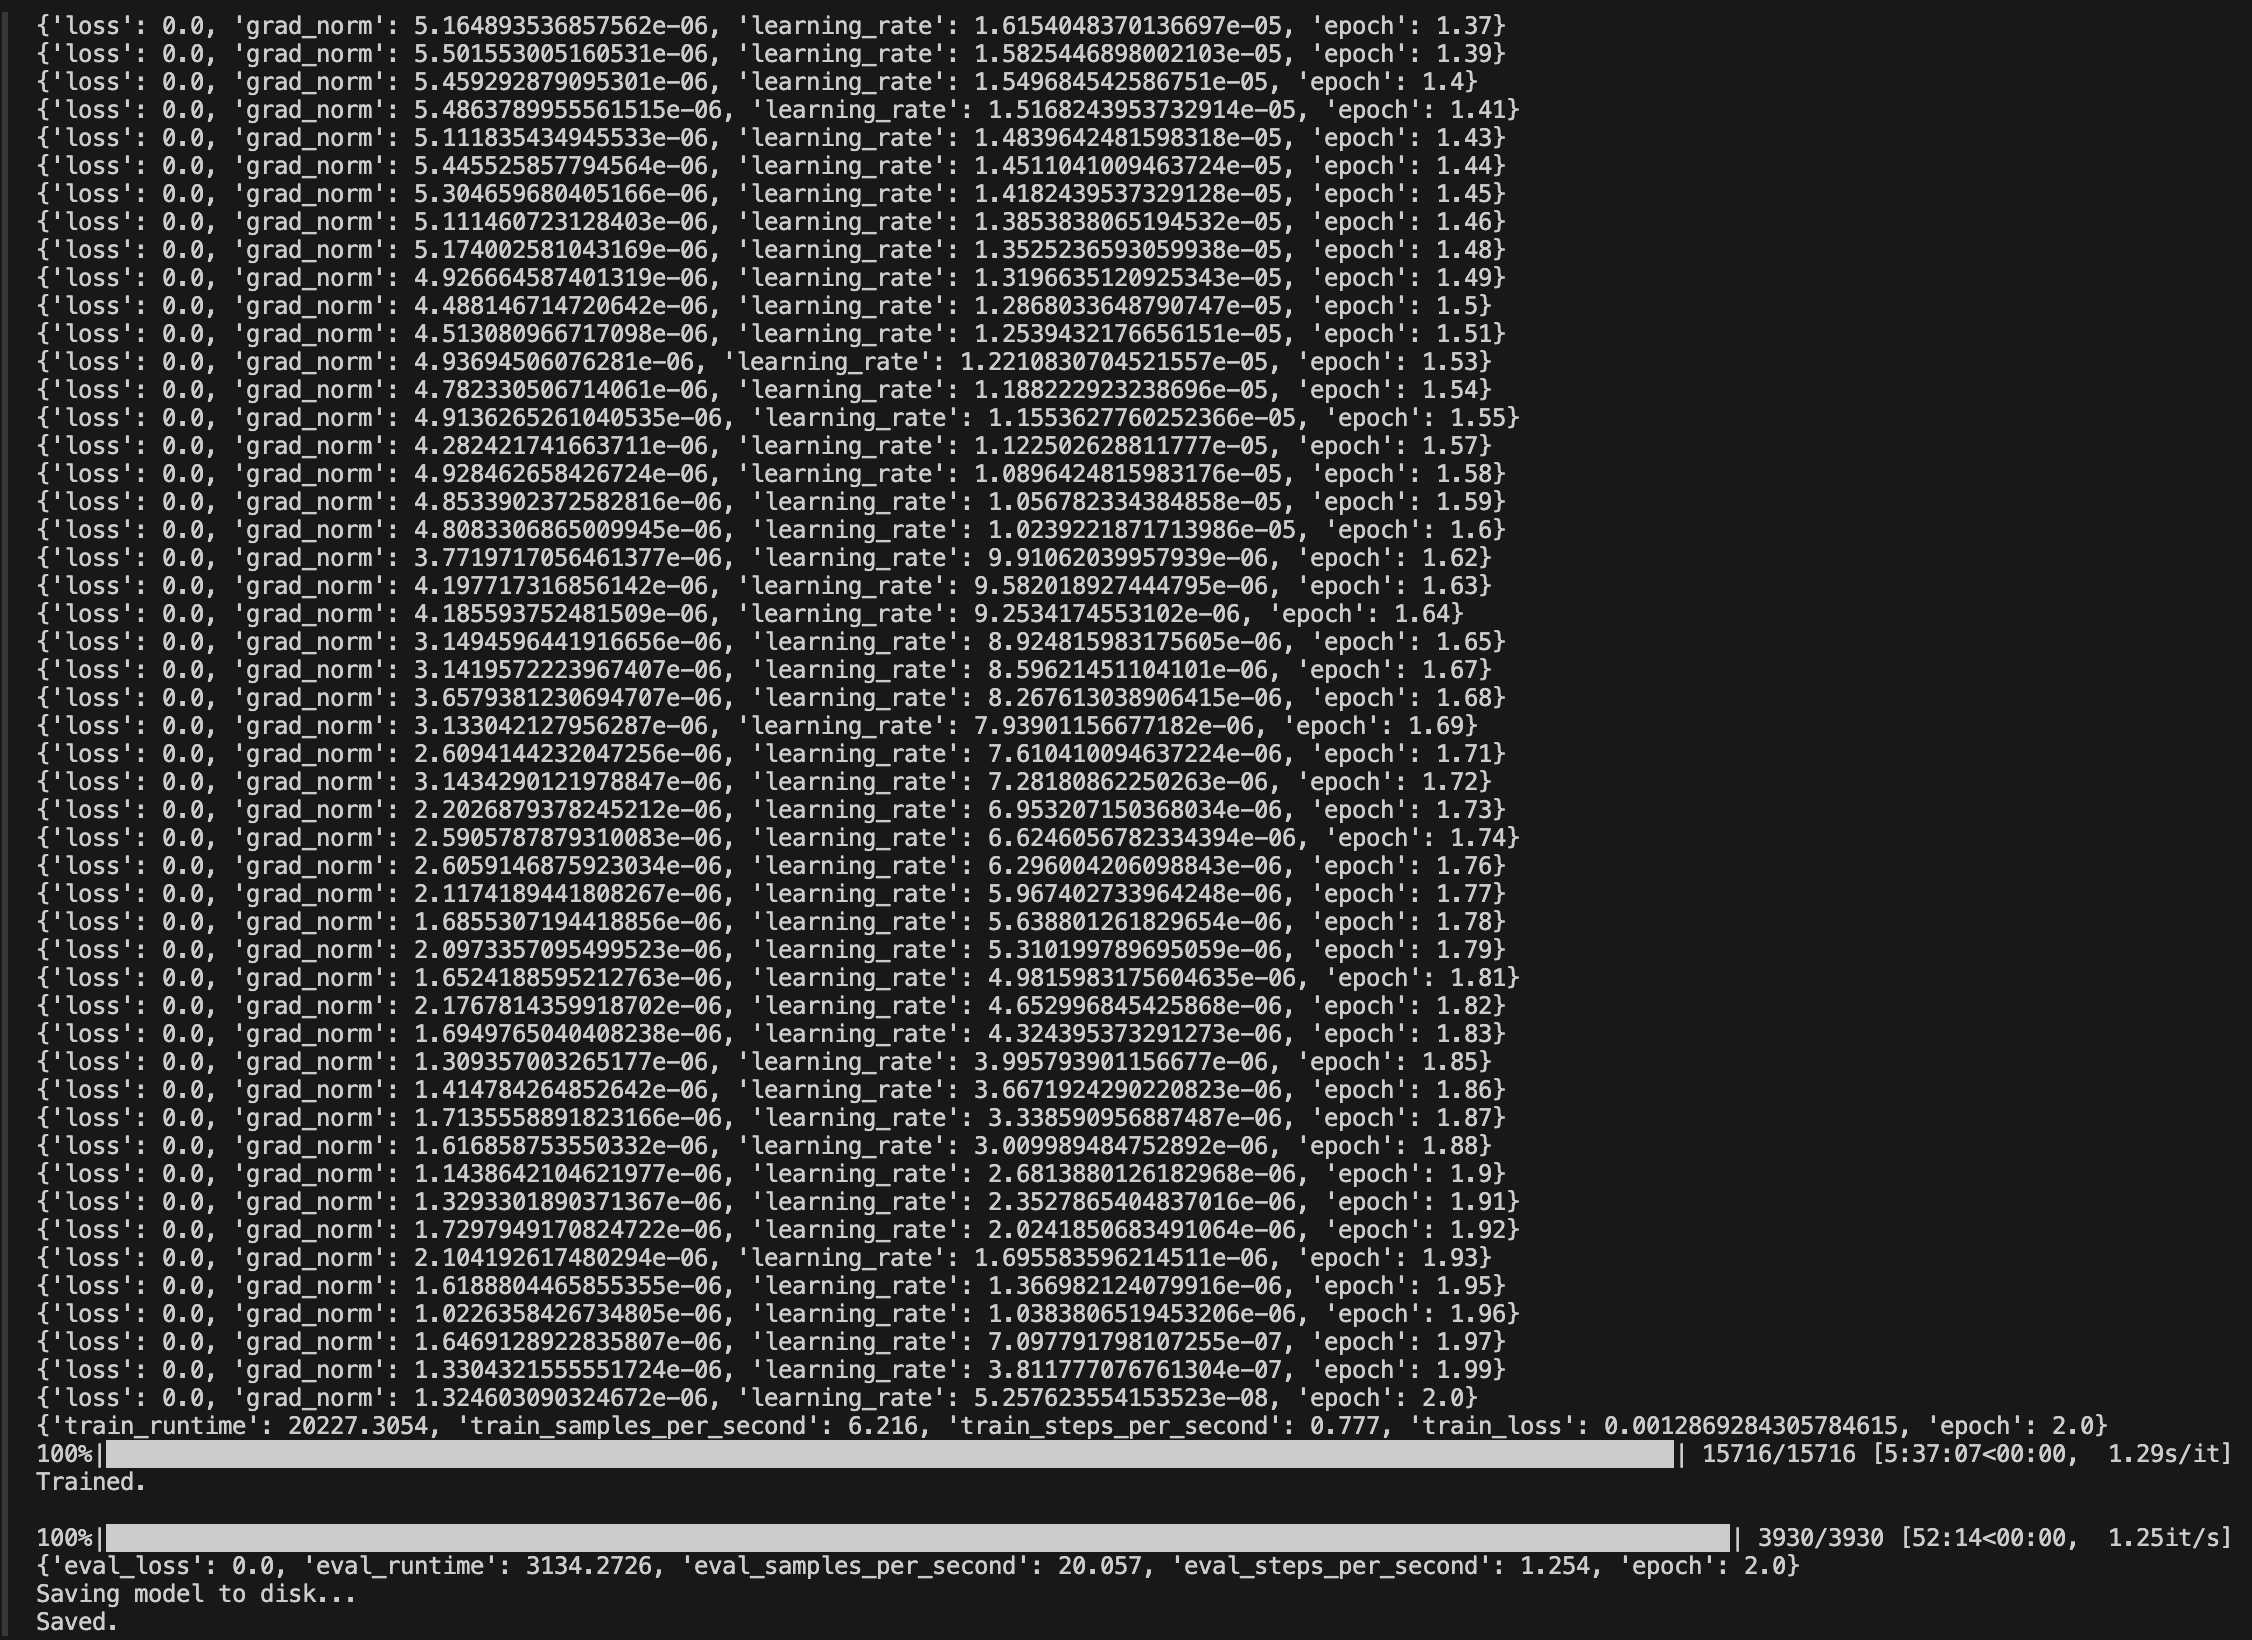 {'loss': 0.0, 'grad_norm': 5.164893536857562e-06, 'learning_rate': 1.6154048370136697e-05, 'epoch': 1.37}
{'loss': 0.0, 'grad_norm': 5.501553005160531e-06, 'learning_rate': 1.5825446898002103e-05, 'epoch': 1.39}
{'loss': 0.0, 'grad_norm': 5.459292879095301e-06, 'learning_rate': 1.549684542586751e-05, 'epoch': 1.4}
{'loss': 0.0, 'grad_norm': 5.4863789955561515e-06, 'learning_rate': 1.5168243953732914e-05, 'epoch': 1.41}
{'loss': 0.0, 'grad_norm': 5.111835434945533e-06, 'learning_rate': 1.4839642481598318e-05, 'epoch': 1.43}
{'loss': 0.0, 'grad_norm': 5.445525857794564e-06, 'learning_rate': 1.4511041009463724e-05, 'epoch': 1.44}
{'loss': 0.0, 'grad_norm': 5.304659680405166e-06, 'learning_rate': 1.4182439537329128e-05, 'epoch': 1.45}
{'loss': 0.0, 'grad_norm': 5.111460723128403e-06, 'learning_rate': 1.3853838065194532e-05, 'epoch': 1.46}
{'loss': 0.0, 'grad_norm': 5.174002581043169e-06, 'learning_rate': 1.3525236593059938e-05, 'epoch': 1.48}
{'loss': 0.0, 'grad_norm': 4.926664587401319e-06, 'learning_rate': 1.3196635120925343e-05, 'epoch': 1.49}
{'loss': 0.0, 'grad_norm': 4.488146714720642e-06, 'learning_rate': 1.2868033648790747e-05, 'epoch': 1.5}
{'loss': 0.0, 'grad_norm': 4.513080966717098e-06, 'learning_rate': 1.2539432176656151e-05, 'epoch': 1.51}
{'loss': 0.0, 'grad_norm': 4.93694506076281e-06, 'learning_rate': 1.2210830704521557e-05, 'epoch': 1.53}
{'loss': 0.0, 'grad_norm': 4.782330506714061e-06, 'learning_rate': 1.188222923238696e-05, 'epoch': 1.54}
{'loss': 0.0, 'grad_norm': 4.9136265261040535e-06, 'learning_rate': 1.1553627760252366e-05, 'epoch': 1.55}
{'loss': 0.0, 'grad_norm': 4.282421741663711e-06, 'learning_rate': 1.122502628811777e-05, 'epoch': 1.57}
{'loss': 0.0, 'grad_norm': 4.928462658426724e-06, 'learning_rate': 1.0896424815983176e-05, 'epoch': 1.58}
{'loss': 0.0, 'grad_norm': 4.8533902372582816e-06, 'learning_rate': 1.056782334384858e-05, 'epoch': 1.59}
{'loss': 0.0, 'grad_norm': 4.8083306865009945e-06, 'learning_rate': 1.0239221871713986e-05, 'epoch': 1.6}
{'loss': 0.0, 'grad_norm': 3.771971705646137​7e-06, 'learning_rate': 9.91062039957939e-06, 'epoch': 1.62}
{'loss': 0.0, 'grad_norm': 4.1977173168​56142e-06, 'learning_rate': 9.582018927444795e-06, 'epoch': 1.63}
{'loss': 0.0, 'grad_norm': 4.185593752481509e-06, 'learning_rate': 9.2534174553102e-06, 'epoch': 1.64}
{'loss': 0.0, 'grad_norm': 3.1494596441916656e-06, 'learning_rate': 8.924815983175605e-06, 'epoch': 1.65}
{'loss': 0.0, 'grad_norm': 3.1419572223967407e-06, 'learning_rate': 8.59621451104101e-06, 'epoch': 1.67}
{'loss': 0.0, 'grad_norm': 3.6579381230694707e-06, 'learning_rate': 8.267613038906415e-06, 'epoch': 1.68}
{'loss': 0.0, 'grad_norm': 3.133042127956287e-06, 'learning_rate': 7.93901156677182e-06, 'epoch': 1.69}
{'loss': 0.0, 'grad_norm': 2.6094144232047256e-06, 'learning_rate': 7.610410094637224e-06, 'epoch': 1.71}
{'loss': 0.0, 'grad_norm': 3.1434290121978847e-06, 'learning_rate': 7.28180862250263e-06, 'epoch': 1.72}
{'loss': 0.0, 'grad_norm': 2.2026879378245212e-06, 'learning_rate': 6.953207150368034e-06, 'epoch': 1.73}
{'loss': 0.0, 'grad_norm': 2.5905787879310083e-06, 'learning_rate': 6.6246056782334394e-06, 'epoch': 1.74}
{'loss': 0.0, 'grad_norm': 2.6059146875923034e-06, 'learning_rate': 6.296004206098843e-06, 'epoch': 1.76}
{'loss': 0.0, 'grad_norm': 2.1174189441808267e-06, 'learning_rate': 5.967402733964248e-06, 'epoch': 1.77}
{'loss': 0.0, 'grad_norm': 1.6855307194418856e-06, 'learning_rate': 5.638801261829654e-06, 'epoch': 1.78}
{'loss': 0.0, 'grad_norm': 2.0973357095499523e-06, 'learning_rate': 5.310199789695059e-06, 'epoch': 1.79}
{'loss': 0.0, 'grad_norm': 1.6524188595212763e-06, 'learning_rate': 4.9815983175604635e-06, 'epoch': 1.81}
{'loss': 0.0, 'grad_norm': 2.1767814359918702e-06, 'learning_rate': 4.652996845425868e-06, 'epoch': 1.82}
{'loss': 0.0, 'grad_norm': 1.6949765040408238e-06, 'learning_rate': 4.324395373291273e-06, 'epoch': 1.83}
{'loss': 0.0, 'grad_norm': 1.309357003265177e-06, 'learning_rate': 3.995793901156677e-06, 'epoch': 1.85}
{'loss': 0.0, 'grad_norm': 1.414784264852642e-06, 'learning_rate': 3.6671924290220823e-06, 'epoch': 1.86}
{'loss': 0.0, 'grad_norm': 1.7135558891823166e-06, 'learning_rate': 3.338590956887487e-06, 'epoch': 1.87}
{'loss': 0.0, 'grad_norm': 1.616858753550332e-06, 'learning_rate': 3.009989484752892e-06, 'epoch': 1.88}
{'loss': 0.0, 'grad_norm': 1.1438642104621977e-06, 'learning_rate': 2.6813880126182968e-06, 'epoch': 1.9}
{'loss': 0.0, 'grad_norm': 1.3293301890371367e-06, 'learning_rate': 2.3527865404837016e-06, 'epoch': 1.91}
{'loss': 0.0, 'grad_norm': 1.7297949170824722e-06, 'learning_rate': 2.0241850683491064e-06, 'epoch': 1.92}
{'loss': 0.0, 'grad_norm': 2.104192617480294e-06, 'learning_rate': 1.695583596214511e-06, 'epoch': 1.93}
{'loss': 0.0, 'grad_norm': 1.6188804465855355e-06, 'learning_rate': 1.366982124079916e-06, 'epoch': 1.95}
{'loss': 0.0, 'grad_norm': 1.0226358426734805e-06, 'learning_rate': 1.0383806519453206e-06, 'epoch': 1.96}
{'loss': 0.0, 'grad_norm': 1.6469128922835807e-06, 'learning_rate': 7.097791798107255e-07, 'epoch': 1.97}
{'loss': 0.0, 'grad_norm': 1.3304321555551724e-06, 'learning_rate': 3.811777076761304e-07, 'epoch': 1.99}
{'loss': 0.0, 'grad_norm': 1.324603090324672e-06, 'learning_rate': 5.257623554153523e-08, 'epoch': 2.0}
{'train_runtime': 20227.3054, 'train_samples_per_second': 6.216, 'train_steps_per_second': 0.777, 'train_loss': 0.0012869284305784615, 'epoch': 2.0}
100%| | 15716/15716 [5:37:07<00:00, 1.29s/it]
Trained.
100%| | 3930/3930 [52:14<00:00, 1.25it/s]
{'eval_loss': 0.0, 'eval_runtime': 3134.2726, 'eval_samples_per_second': 20.057, 'eval_steps_per_second': 1.254, 'epoch': 2.0}
Saving model to disk...
Saved.